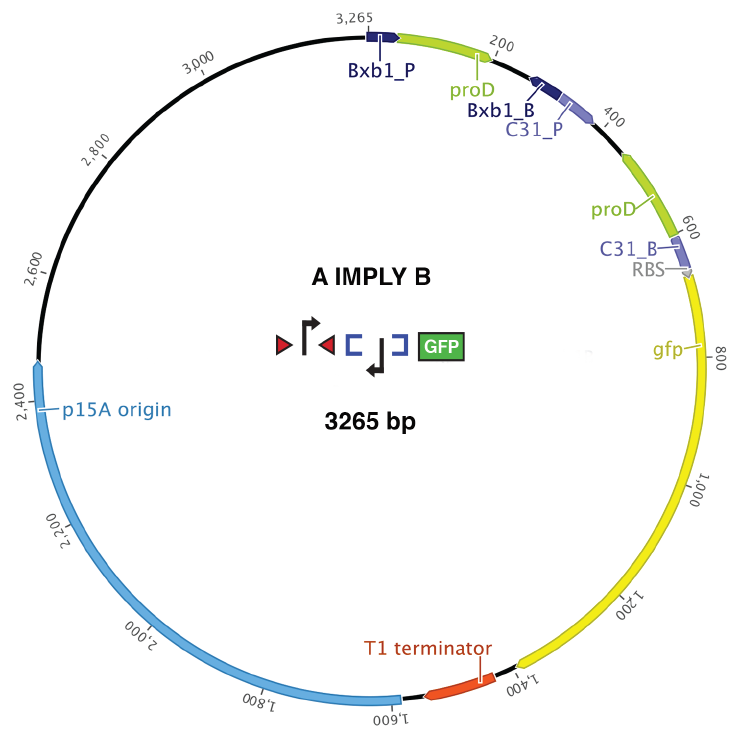 3,265
Bxb1_P
proD
200
Bxb1_B
C31_P
400
proD
600
C31_B
RBS
gfp
800
1,000
1,200
1,400
T1 terminator
1,600
1,800
2,000
2,200
2,400
p15A origin
2,600
2,800
3,000
A IMPLY B
GFP
3265 bp